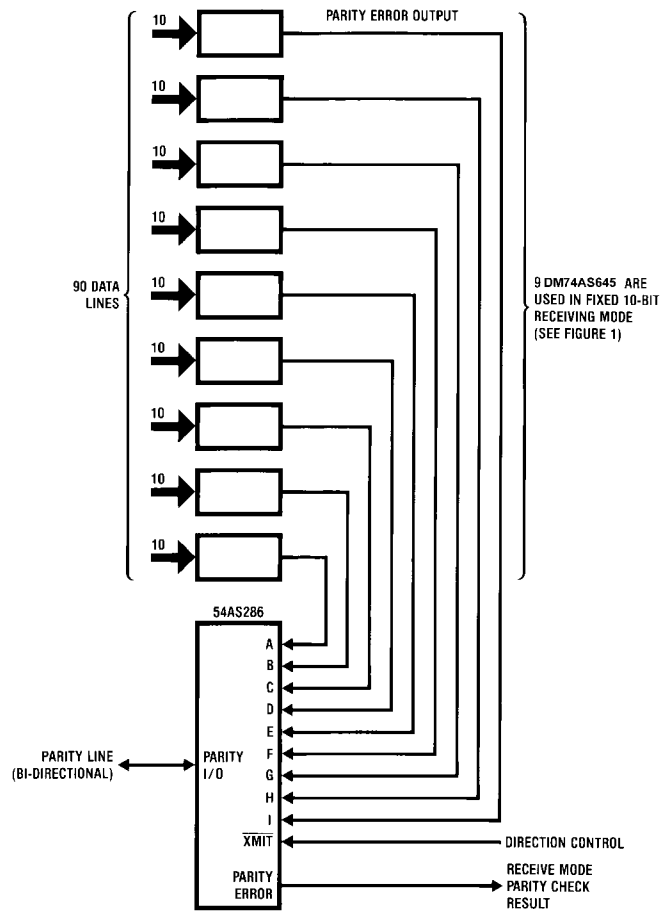 PARITY ERROR OUTPUT
10
10
10
10
10
10
10
10
10
90 DATA
LINES
9 DM74AS645 ARE
USED IN FIXED 10-BIT
RECEIVING MODE
(SEE FIGURE 1)
54AS286
A
B
C
D
E
F
G
H
I
XMIT
PARITY
I/O
PARITY
ERROR
PARITY LINE
(BI-DIRECTIONAL)
DIRECTION CONTROL
RECEIVE MODE
PARITY CHECK
RESULT